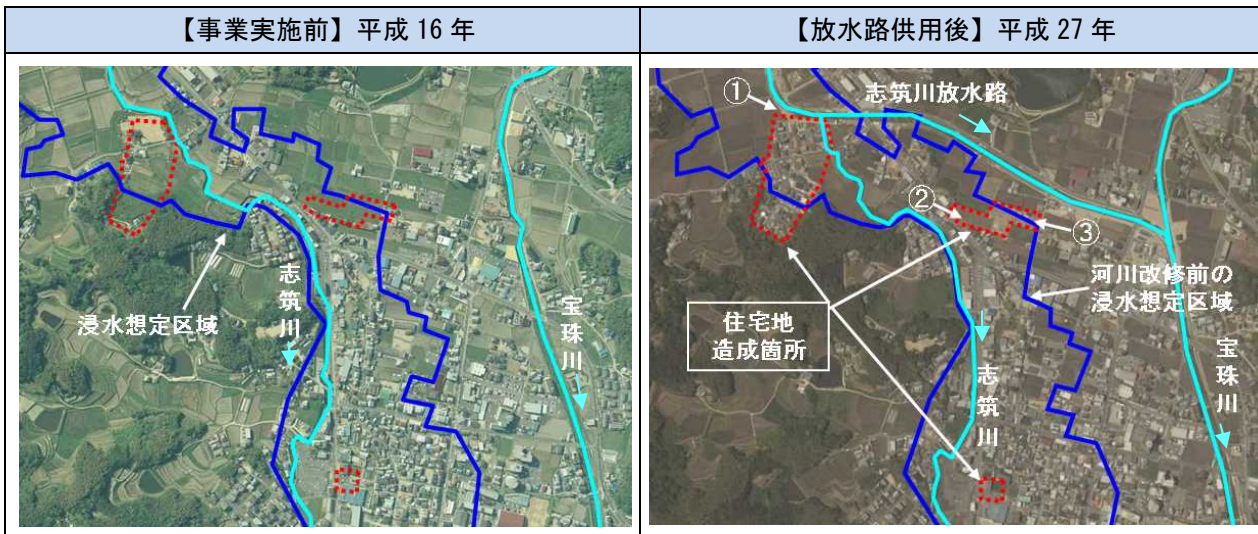 【事業実施前】平成 16 年
【放水路供用後】平成 27 年
浸水想定区域
志筑川
宝珠川
①
志筑川放水路
②
③
河川改修前の
浸水想定区域
住宅地
造成箇所
志筑川
宝珠川